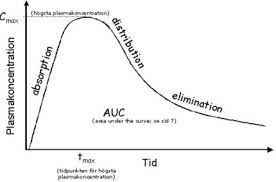 Cmax (högsta plasmakoncentration)
Plasmakoncentration
absorption
distribution
elimination
AUC
(area under the curve: se sid 7)
tmax
Tid
(tidpunkten för högsta
plasmakoncentration)